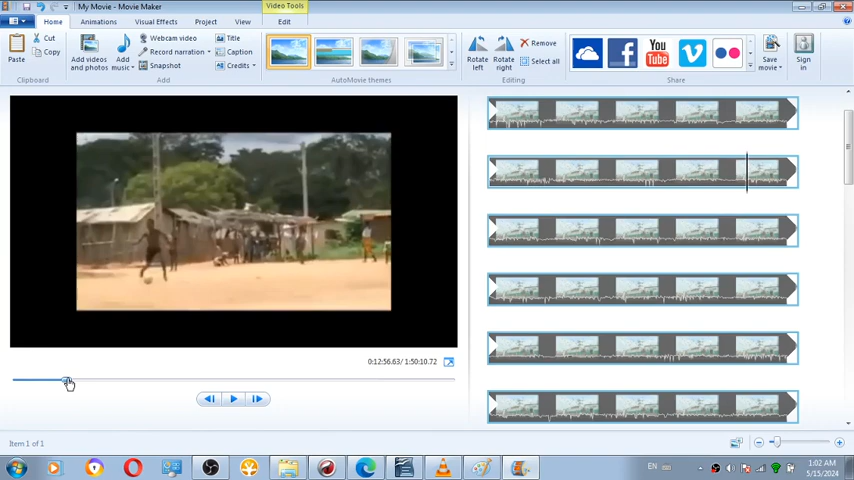 My Movie - Movie Maker
Video Tools
Home
Animations
Visual Effects
Project
View
Edit
Paste
Cut
Copy
Clipboard
Add videos
and photos
Add
music
Webcam video
Record narration
Snapshot
Title
Caption
Credits
Add
AutoMovie themes
Rotate
left
Rotate
right
Remove
Select all
Editing
You
Tube
Share
Save
movie
Sign
in
0:12:56.63/1:50:10.72
Item 1 of 1
EN
1:02 AM
5/15/2024